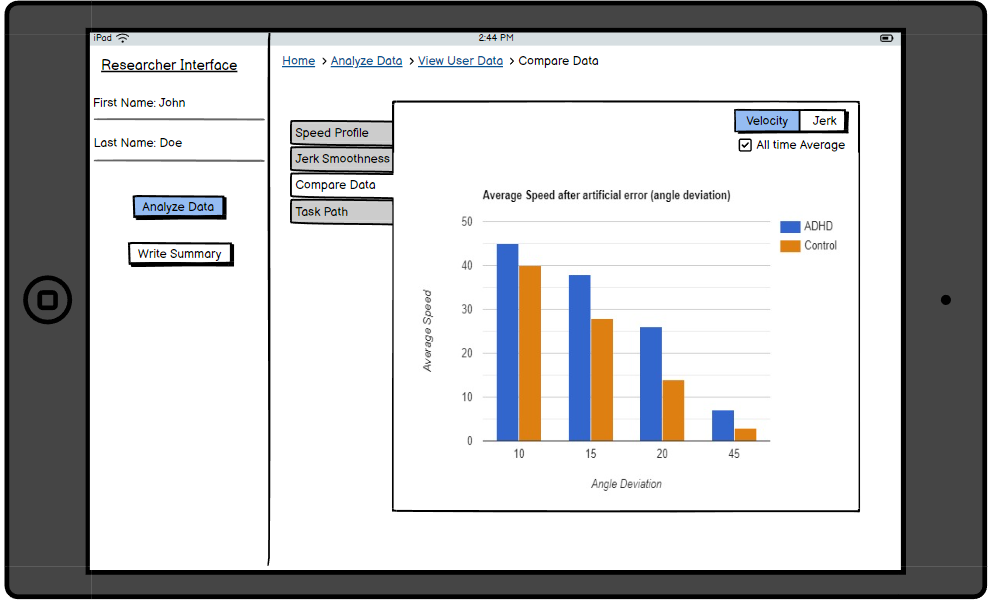 iPad
2:44 PM
Researcher Interface
First Name: John
Last Name: Doe
Analyze Data
Write Summary
Home > Analyze Data > View User Data > Compare Data
Speed Profile
Jerk Smoothness
Compare Data
Task Path
Velocity
Jerk
All time Average
Average Speed after artificial error (angle deviation)
ADHD
Control
50
40
30
20
10
0
Average Speed
10 15 20 45
Angle Deviation